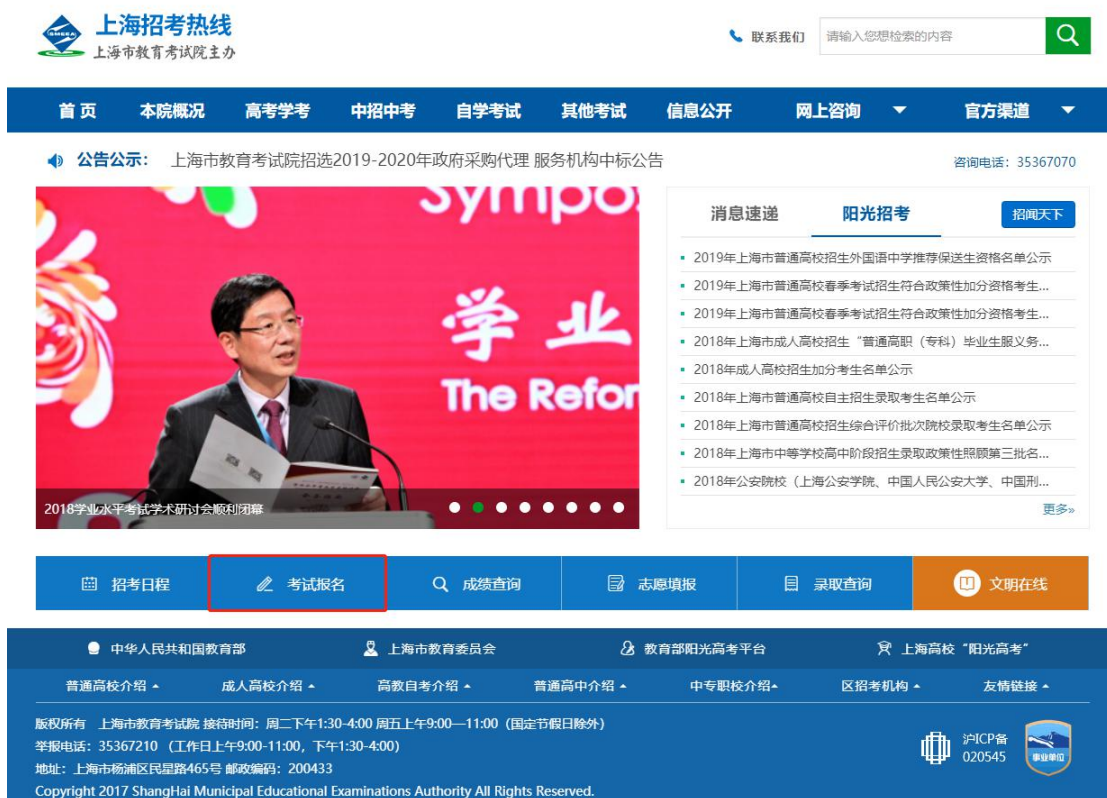 上海招考热线
上海市教育考试院主办
联系我们
请输入您想检索的内容
首 页 本院概况 高考学考 中招中考 自学考试 其他考试 信息公开 网上咨询 官方渠道
公告公示： 上海市教育考试院招选2019-2020年政府采购代理 服务机构中标公告
咨询电话：35367070
Sympo
学 业
The Refor
2018学业水平考试学术研讨会顺利闭幕
消息速递 阳光招考 招闻天下
2019年上海市普通高校招生外国语中学推荐保送生资格名单公示
2019年上海市普通高校春季考试招生符合政策性加分资格考生...
2019年上海市普通高校春季考试招生符合政策性加分资格考生...
2018年上海市成人高校招生“普通高职（专科）毕业生服义务...
2018年成人高校招生加分考生名单公示
2018年上海市普通高校自主招生录取考生名单公示
2018年上海市普通高校招生综合评价批次院校录取考生名单公示
2018年上海市中等学校高中阶段招生录取政策性照顾第三批名...
2018年公安院校（上海公安学院、中国人民公安大学、中国刑...
更多»
招考日程 考试报名 成绩查询 志愿填报 录取查询 文明在线
中华人民共和国教育部 上海市教育委员会 教育部阳光高考平台 上海高校“阳光高考”
普通高校介绍 成人高校介绍 高教自考介绍 普通高中介绍 中专职校介绍 区招考机构 友情链接
版权所有 上海市教育考试院 接待时间：周二下午1:30-4:00 周五上午9:00—11:00（国定节假日除外）
举报电话：35367210 （工作日上午9:00-11:00，下午1:30-4:00）
地址：上海市杨浦区民星路465号 邮政编码：200433
Copyright 2017 ShangHai Municipal Educational Examinations Authority All Rights Reserved.
沪ICP备
020545
事业单位